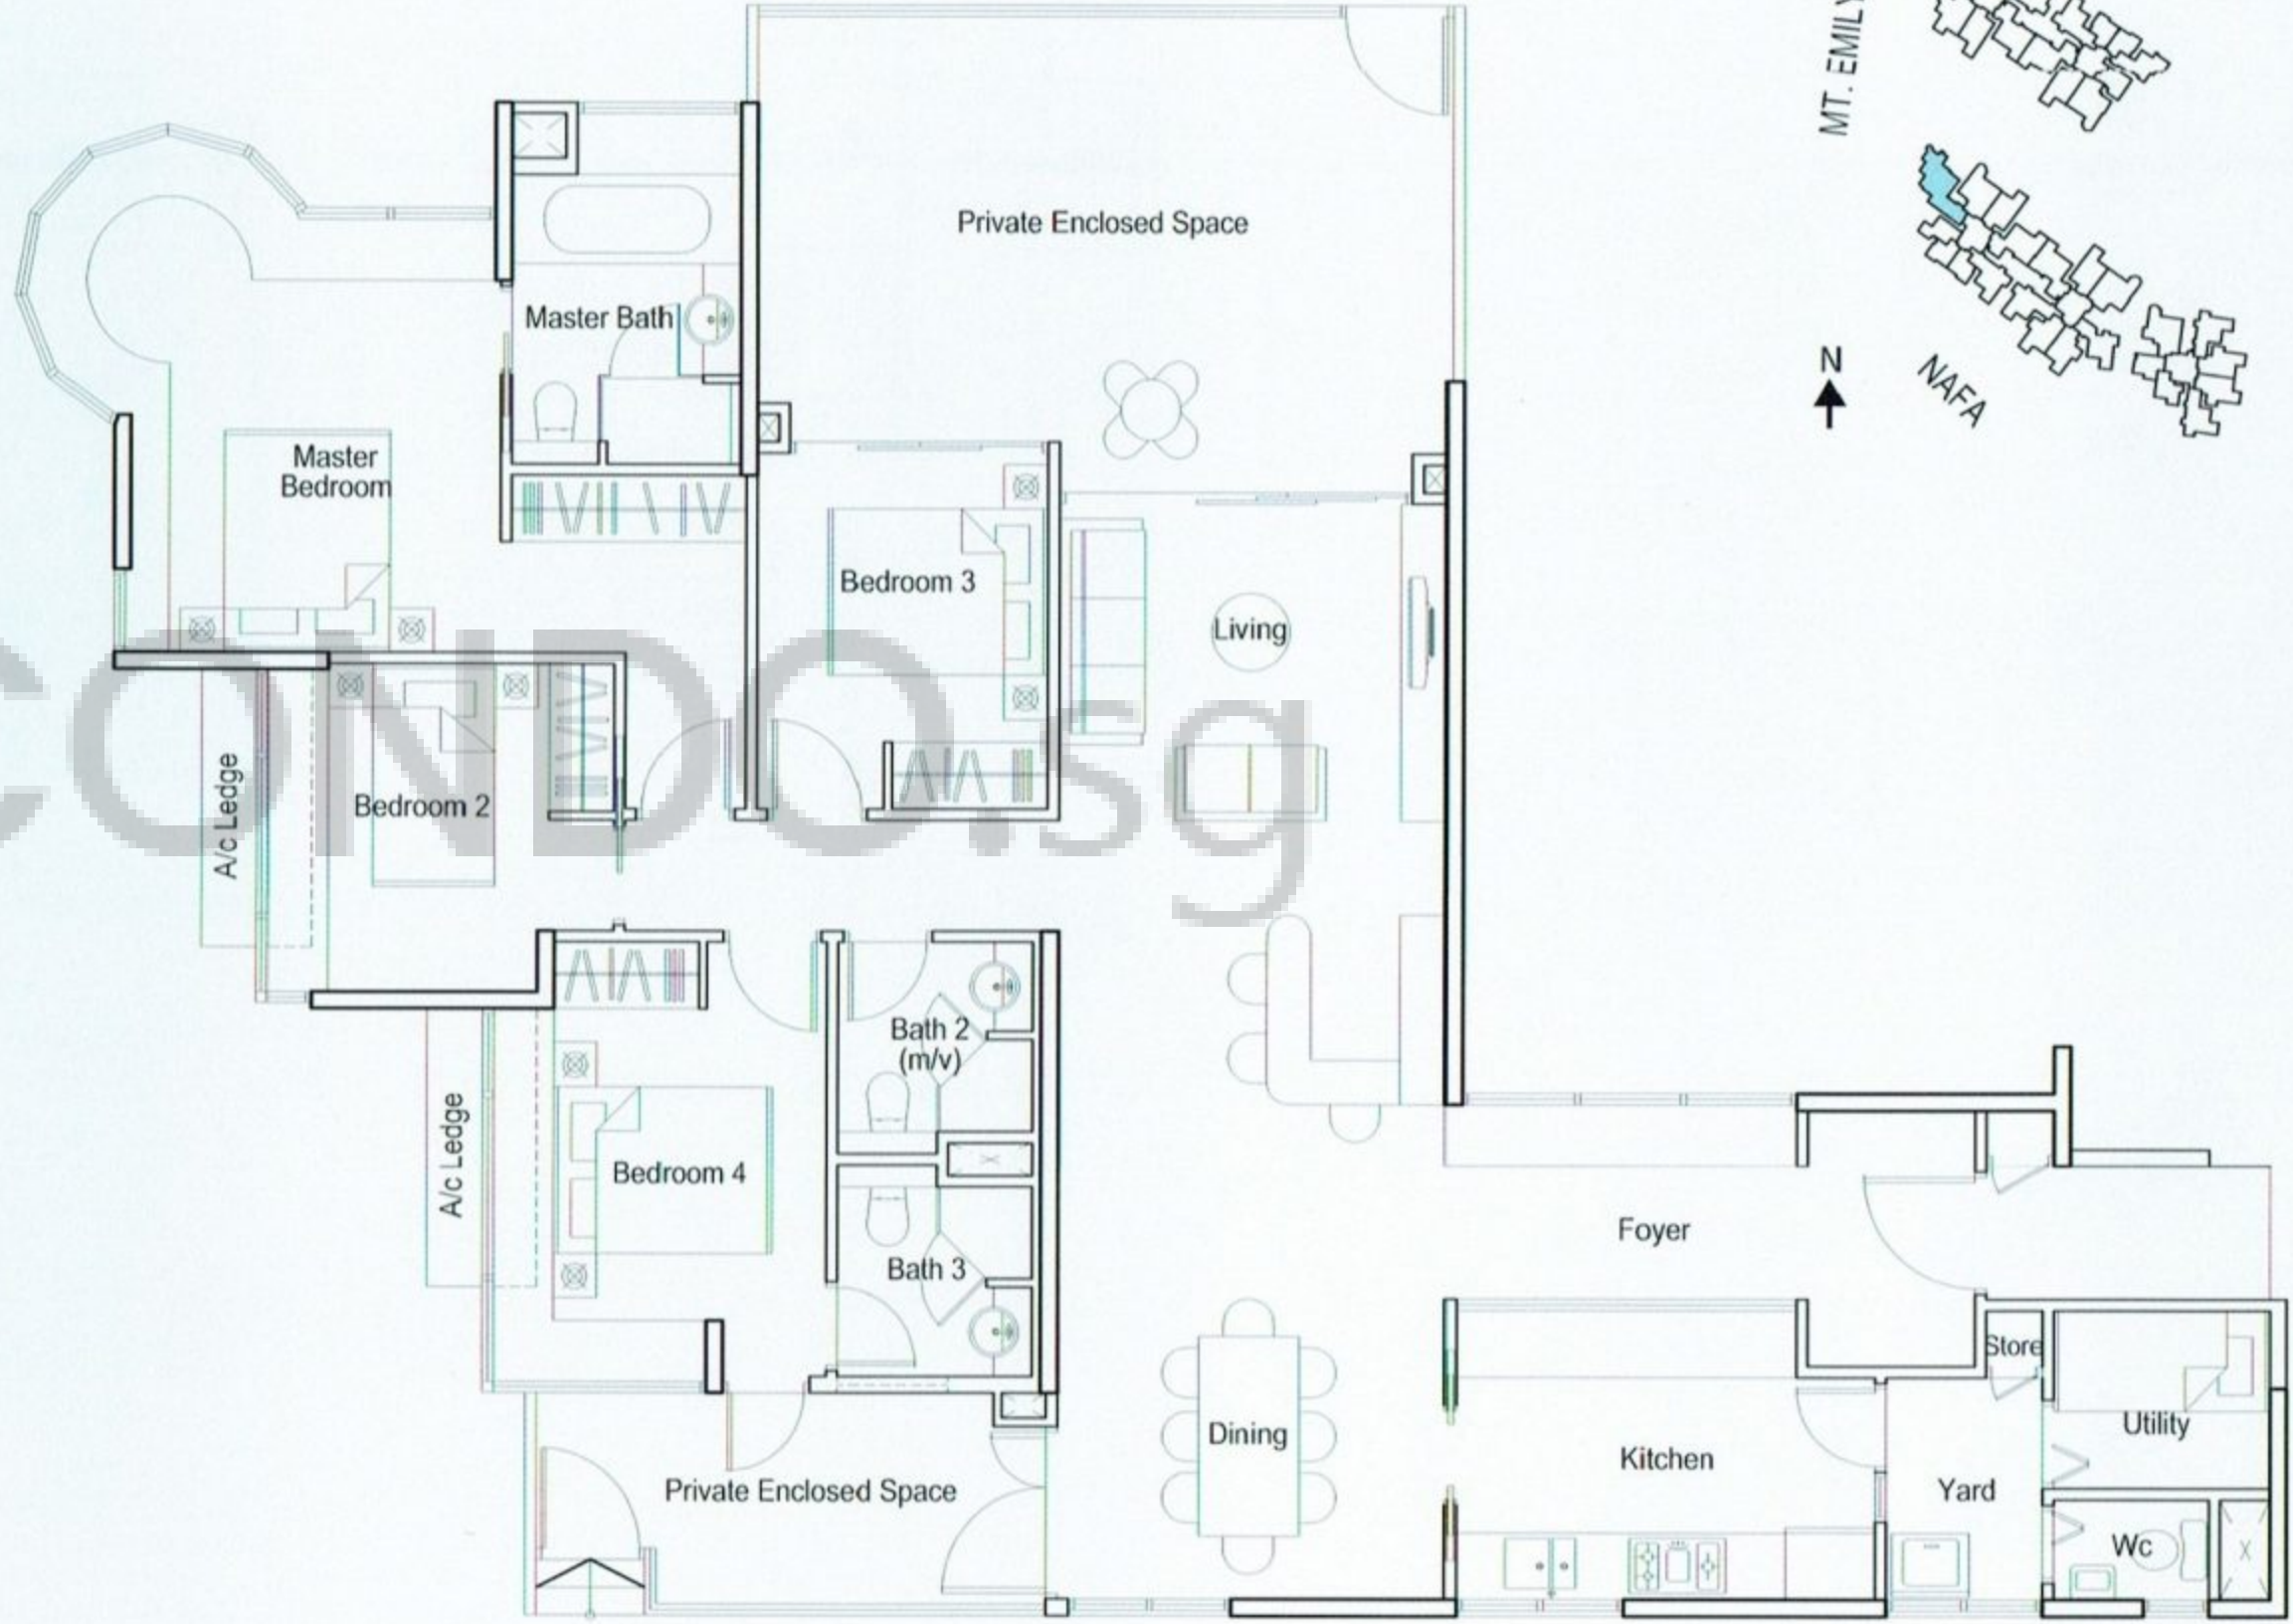 MT. EMILY
Private Enclosed Space
Master Bath
N
NAFA
Master
Bedroom
Bedroom 3
Living
CONDO.sg
A/c Ledge
Bedroom 2
Bath 2
(m/v)
A/c Ledge
Bedroom 4
Foyer
Bath 3
Store
Dining
Utility
Kitchen
Private Enclosed Space
Yard
Wc